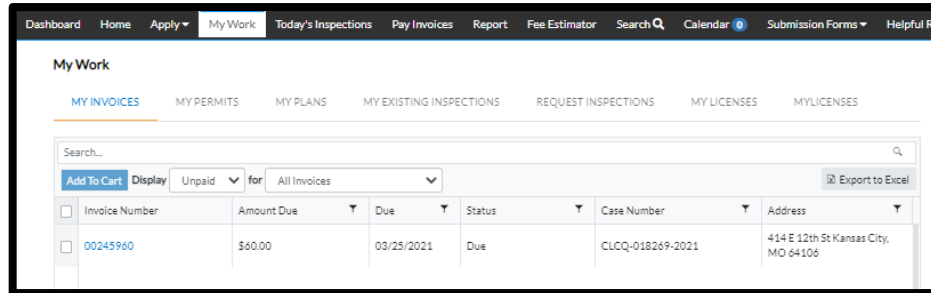 Dashboard Home Apply My Work Today's Inspections Pay Invoices Report Fee Estimator Search Calendar 0 Submission Forms Helpful
My Work
MY INVOICES MY PERMITS MY PLANS MY EXISTING INSPECTIONS REQUEST INSPECTIONS MY LICENSES MYLICENSES
Search...
Add To Cart Display Unpaid for All Invoices Export to Excel
Invoice Number Amount Due Due Status Case Number Address
00245960 $60.00 03/25/2021 Due CLCQ-018269-2021 414 E 12th St Kansas City,
MO 64106